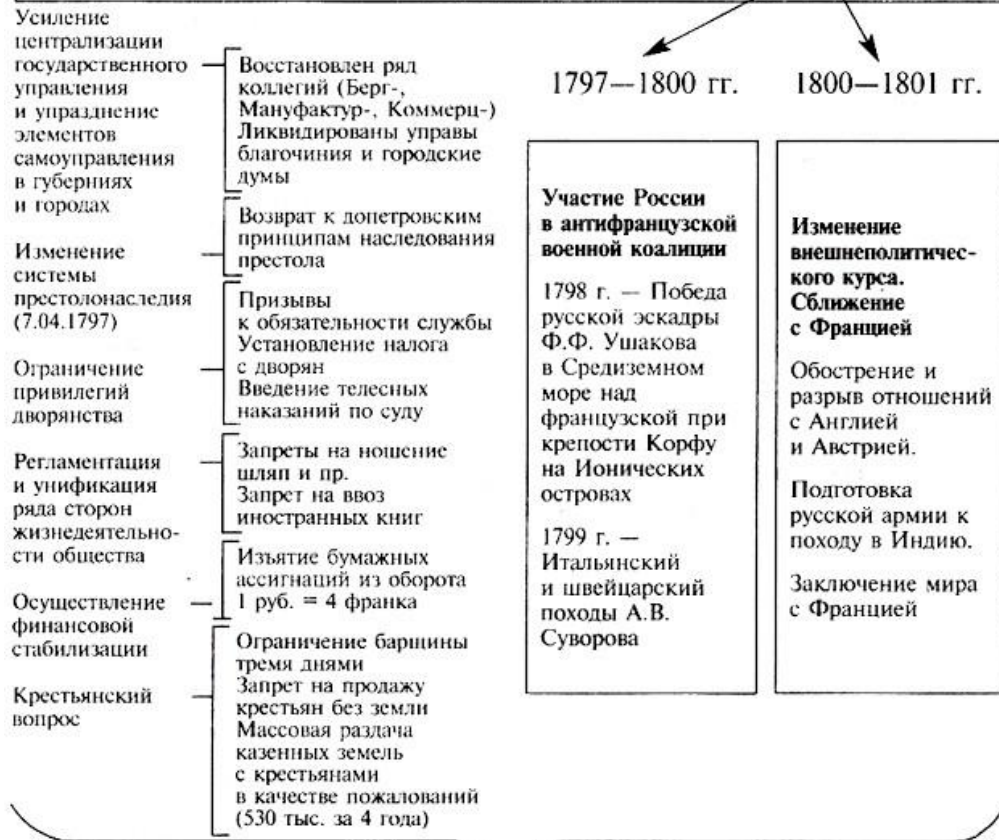 Усиление
централизации
государственного
управления
и упразднение
элементов
самоуправления
в губерниях
и городах
Восстановлен ряд
коллегий (Берг-,
Мануфактур-, Коммерц-)
Ликвидированы управы
благочиния и городские
думы
Изменение
системы
престолонаследия
(7.04.1797)
Возврат к допетровским
принципам наследования
престола
Ограничение
привилегий
дворянства
Призывы
к обязательности службы
Установление налога
с дворян
Введение телесных
наказаний по суду
Регламентация
и унификация
ряда сторон
жизнедеятельно-
сти общества
Запреты на ношение
шляп и пр.
Запрет на ввоз
иностранных книг
Осуществление
финансовой
стабилизации
Изъятие бумажных
ассигнаций из оборота
1 руб. = 4 франка
Крестьянский
вопрос
Ограничение барщины
тремя днями
Запрет на продажу
крестьян без земли
Массовая раздача
казенных земель
с крестьянами
в качестве пожалований
(530 тыс. за 4 года)
1797—1800 гг.
Участие России
в антифранцузской
военной коалиции
1798 г. — Победа
русской эскадры
Ф.Ф. Ушакова
в Средиземном
море над
французской при
крепости Корфу
на Ионических
островах
1799 г. —
Итальянский
и швейцарский
походы А.В.
Суворова
1800—1801 гг.
Изменение
внешнеполитичес-
кого курса.
Сближение
с Францией
Обострение и
разрыв отношений
с Англией
и Австрией.
Подготовка
русской армии к
походу в Индию.
Заключение мира
с Францией